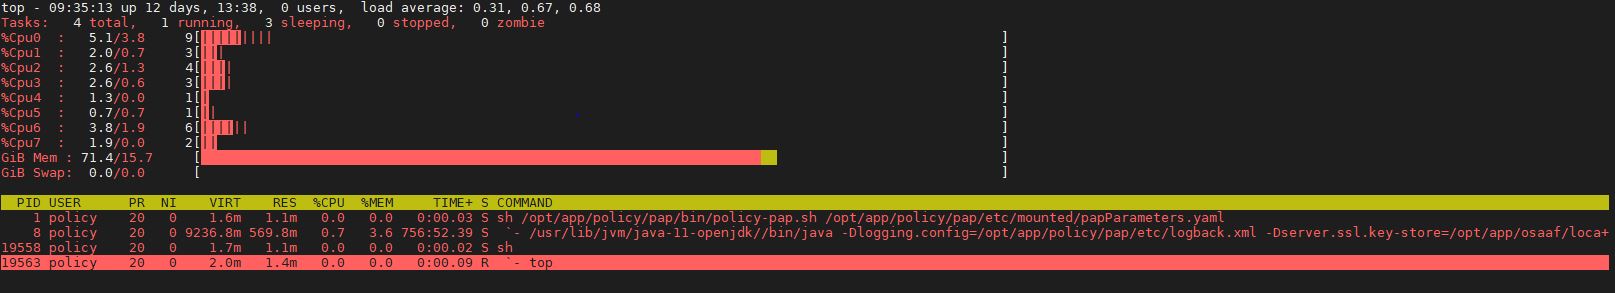 top - 09:35:13 up 12 days, 13:38,  0 users,  load average: 0.31, 0.67, 0.68
Tasks:   4 total,   1 running,   3 sleeping,   0 stopped,   0 zombie
%Cpu0  :   5.1/3.8     9[|||||||||                                                                                            ]
%Cpu1  :   2.0/0.7     3[|||                                                                                                  ]
%Cpu2  :   2.6/1.3     4[||||                                                                                                 ]
%Cpu3  :   2.6/0.6     3[||||                                                                                                 ]
%Cpu4  :   1.3/0.0     1[|                                                                                                    ]
%Cpu5  :   0.7/0.7     1[||                                                                                                   ]
%Cpu6  :   3.8/1.9     6[||||||                                                                                               ]
%Cpu7  :   1.9/0.0     2[||                                                                                                   ]
GiB Mem : 71.4/15.7     [                                                                                                     ]
GiB Swap:  0.0/0.0      [                                                                                                     ]
  PID USER      PR  NI    VIRT    RES  %CPU  %MEM     TIME+ S COMMAND
    1 policy    20   0    1.6m   1.1m   0.0   0.0   0:00.03 S sh /opt/app/policy/pap/bin/policy-pap.sh /opt/app/policy/pap/etc/mounted/papParameters.yaml
    8 policy    20   0 9236.8m 569.8m   0.7   3.6 756:52.39 S  `- /usr/lib/jvm/java-11-openjdk//bin/java -Dlogging.config=/opt/app/policy/pap/etc/logback.xml -Dserver.ssl.key-store=/opt/app/osaaf/loca+
19558 policy    20   0    1.7m   1.1m   0.0   0.0   0:00.02 S sh
19563 policy    20   0    2.0m   1.4m   0.0   0.0   0:00.09 R  `- top